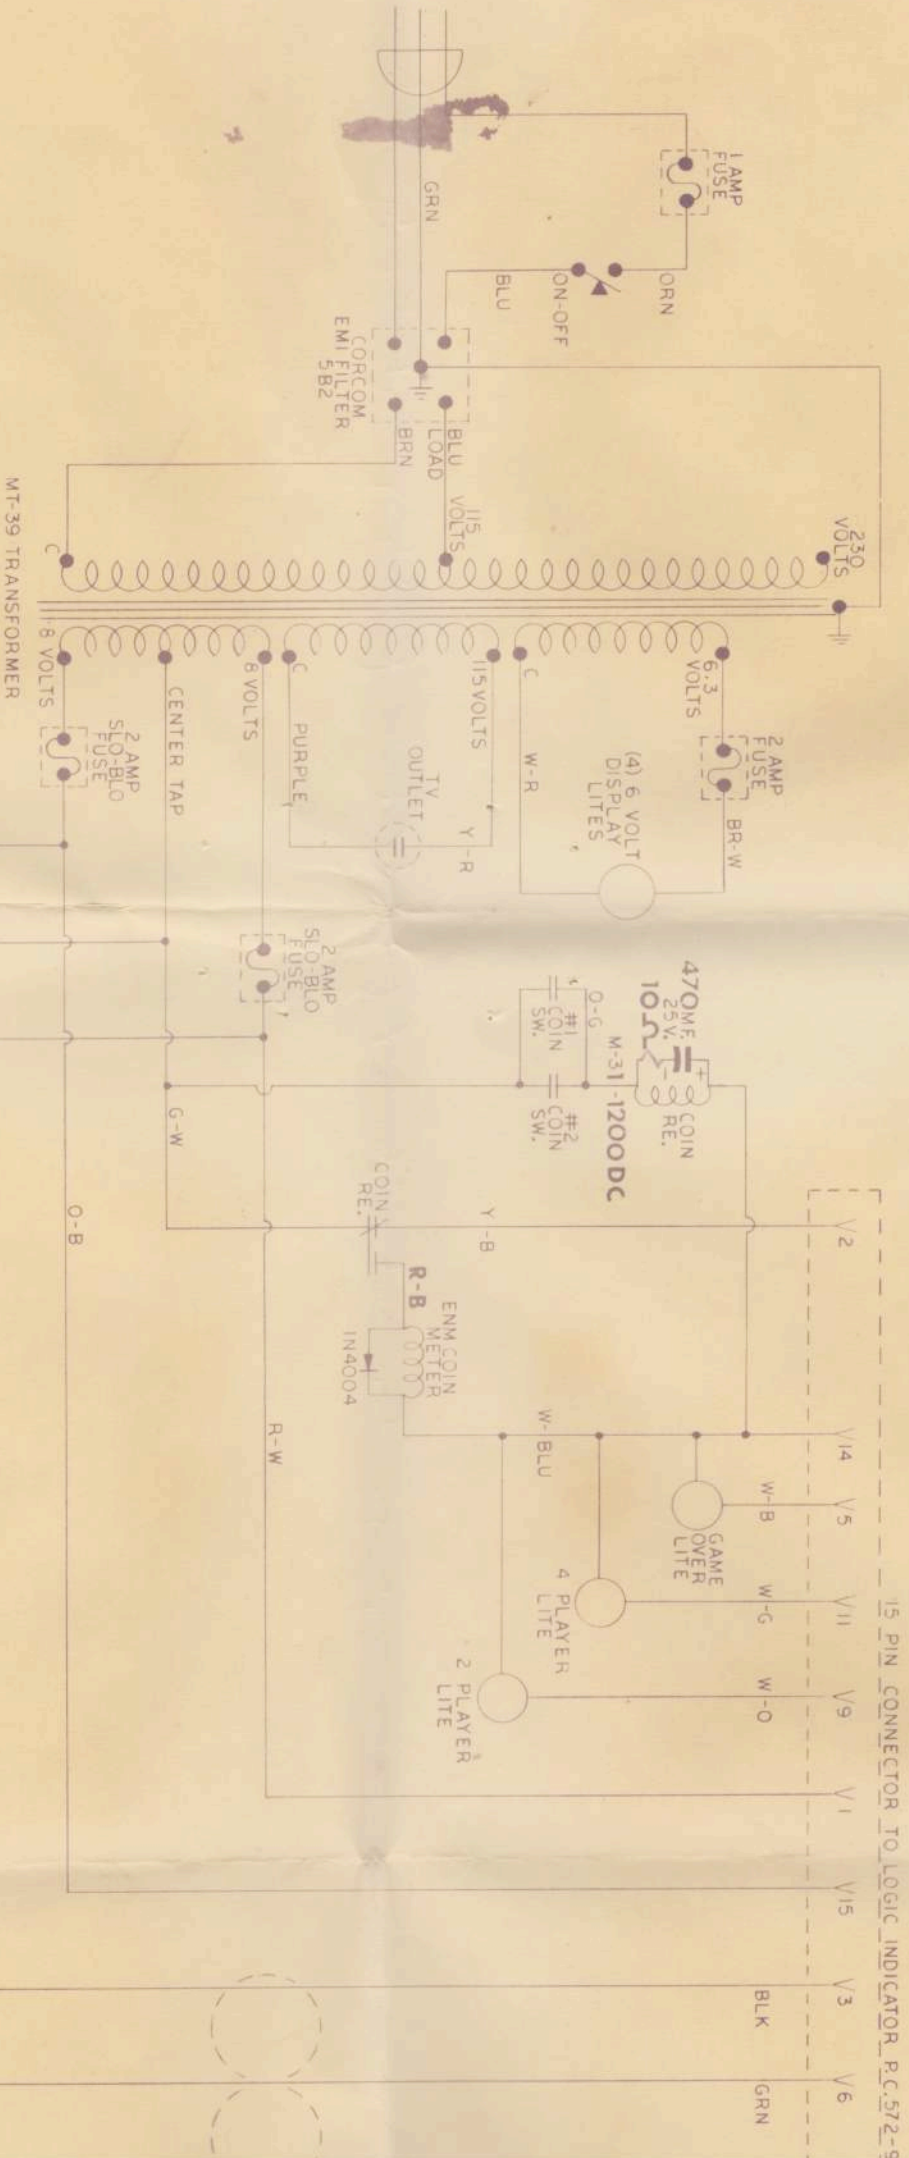 15 PIN CONNECTOR TO LOGIC INDICATOR P.C. 572-9
1 AMP
FUSE
ORN
ON-OFF
BLU
GRN
CORCOM
EMI FILTER
5B2
BLU
LOAD
BRN
115
VOLTS
230
VOLTS
C
MT-39 TRANSFORMER
6.3
VOLTS
C
115 VOLTS
C
8 VOLTS
CENTER TAP
8 VOLTS
2 AMP
FUSE
BR-W
(4) 6 VOLT
DISPLAY
LITES
W-R
Y-R
TV
OUTLET
PURPLE
2 AMP
SLO-BLO
FUSE
2 AMP
SLO-BLO
FUSE
470MF.
25V.
10Ω
+
-
COIN
RE.
M-31-1200DC
O-G
#1
COIN
SW.
#2
COIN
SW.
G-W
O-B
COIN
RE.
Y-B
R-B
ENM COIN
METER
1N4004
R-W
W-BLU
GAME
OVER
LITE
4 PLAYER
LITE
2 PLAYER
LITE
W-B
W-G
W-O
BLK
GRN
2
14
5
11
9
1
15
3
6